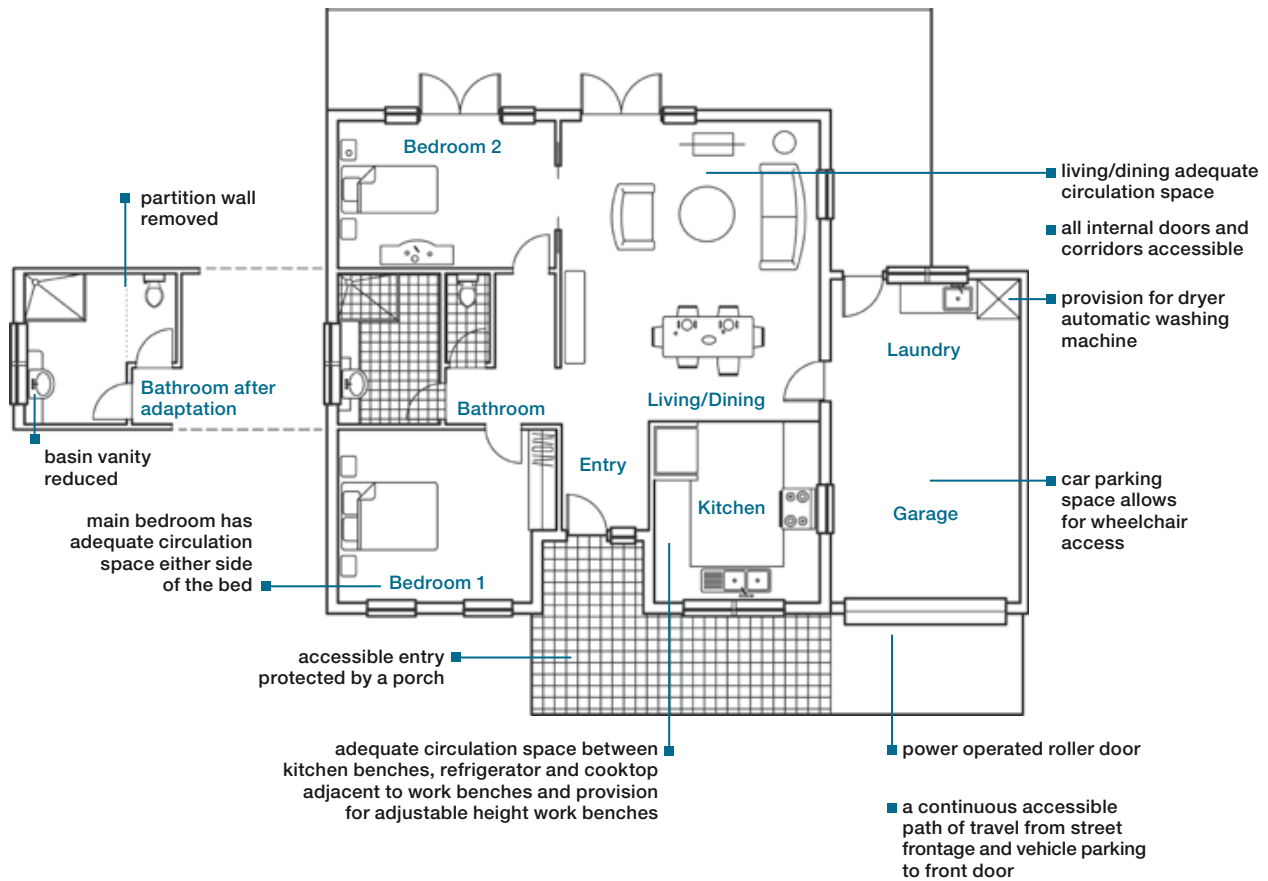 Bedroom 2
living/dining adequate
circulation space
partition wall
removed
all internal doors and
corridors accessible
provision for dryer
automatic washing
machine
Laundry
Bathroom after
adaptation
Bathroom
Living/Dining
basin vanity
reduced
Entry
Kitchen
Garage
car parking
space allows
for wheelchair
access
main bedroom has
adequate circulation
space either side
of the bed
Bedroom 1
accessible entry
protected by a porch
adequate circulation space between
kitchen benches, refrigerator and cooktop
adjacent to work benches and provision
for adjustable height work benches
power operated roller door
a continuous accessible
path of travel from street
frontage and vehicle parking
to front door